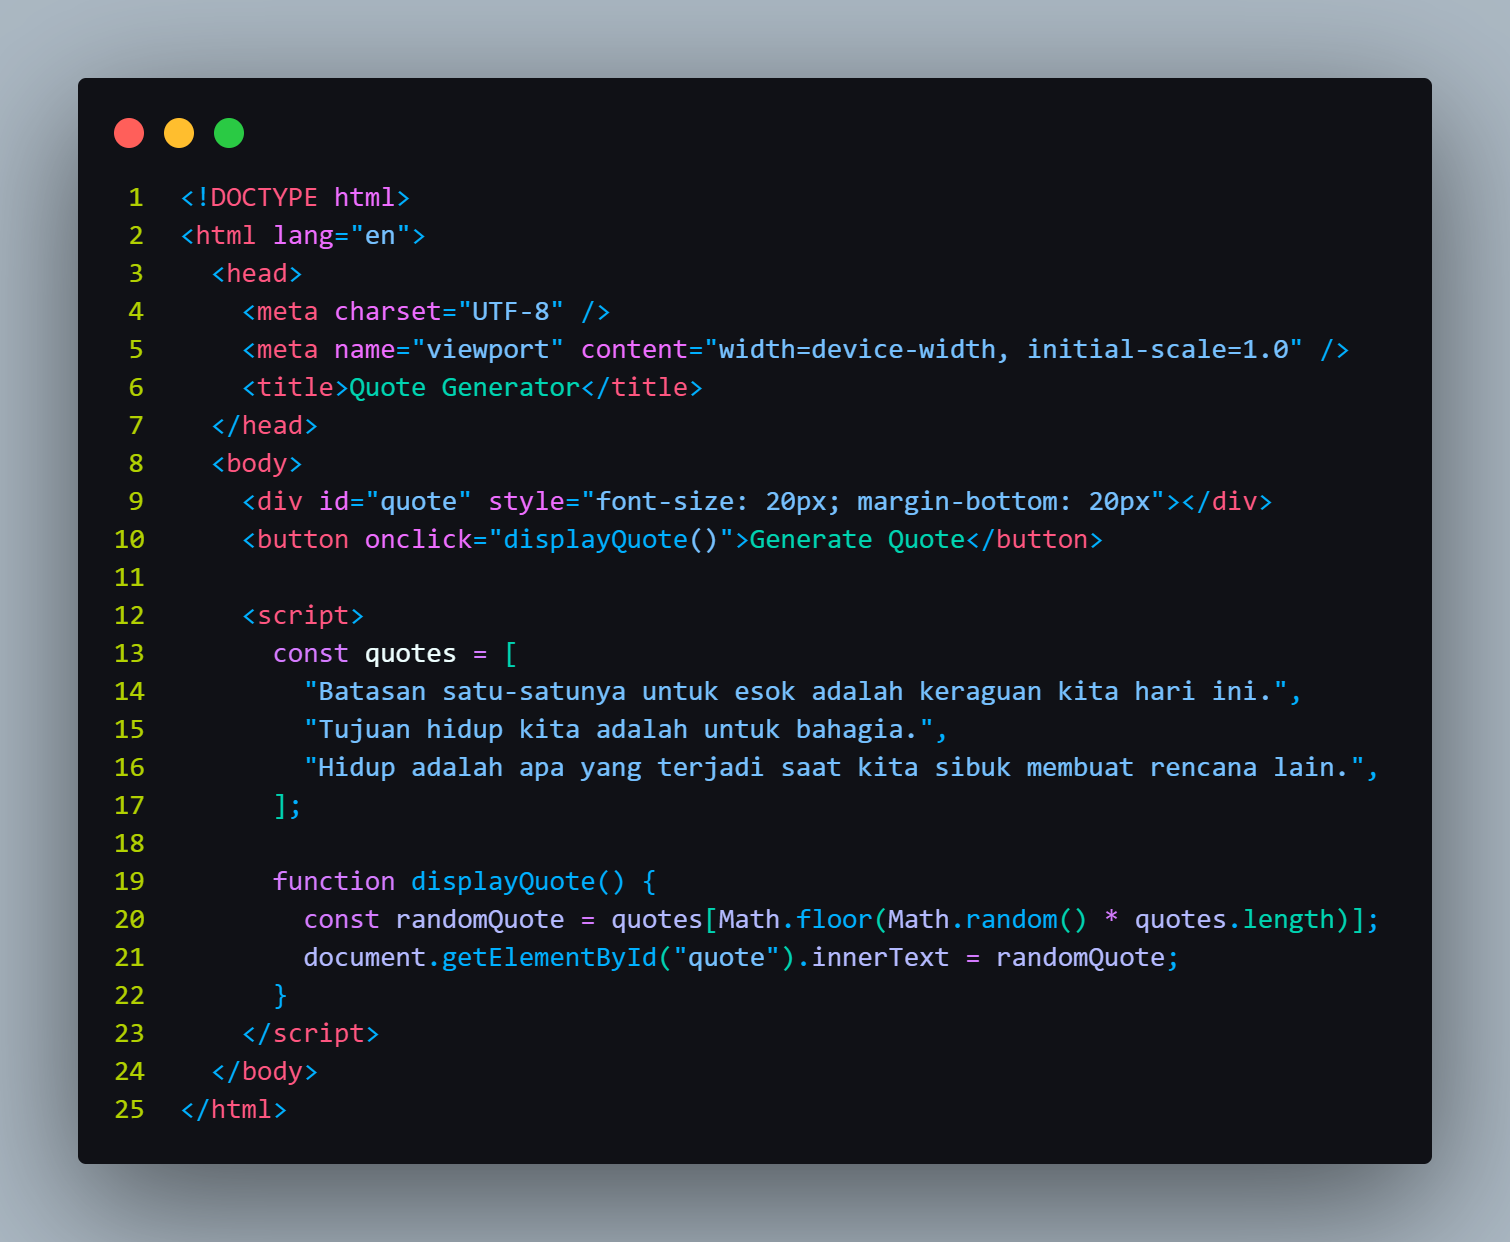 1 <!DOCTYPE html>
2 <html lang="en">
3   <head>
4     <meta charset="UTF-8" />
5     <meta name="viewport" content="width=device-width, initial-scale=1.0" />
6     <title>Quote Generator</title>
7   </head>
8   <body>
9     <div id="quote" style="font-size: 20px; margin-bottom: 20px"></div>
10     <button onclick="displayQuote()">Generate Quote</button>
11
12     <script>
13       const quotes = [
14         "Batasan satu-satunya untuk esok adalah keraguan kita hari ini.",
15         "Tujuan hidup kita adalah untuk bahagia.",
16         "Hidup adalah apa yang terjadi saat kita sibuk membuat rencana lain.",
17       ];
18
19       function displayQuote() {
20         const randomQuote = quotes[Math.floor(Math.random() * quotes.length)];
21         document.getElementById("quote").innerText = randomQuote;
22       }
23     </script>
24   </body>
25 </html>